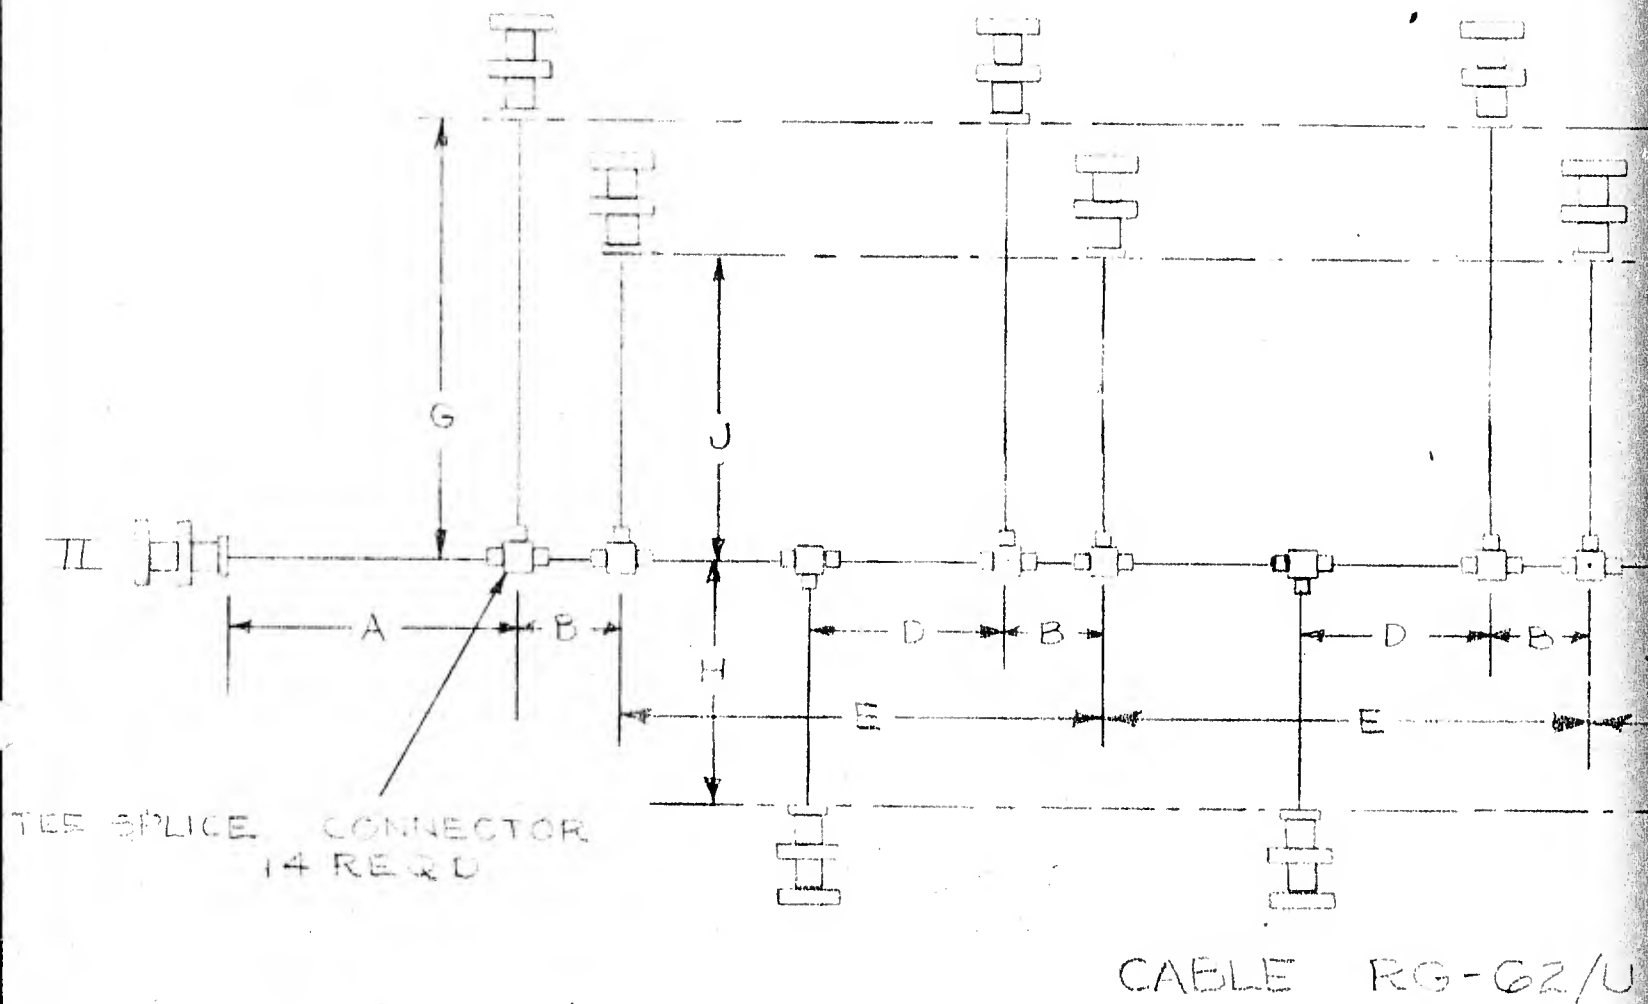 G
J
II
A
B
D
B
D
B
H
E
E
TEE SPLICE CONNECTOR
14 REQD
CABLE RG-62/U